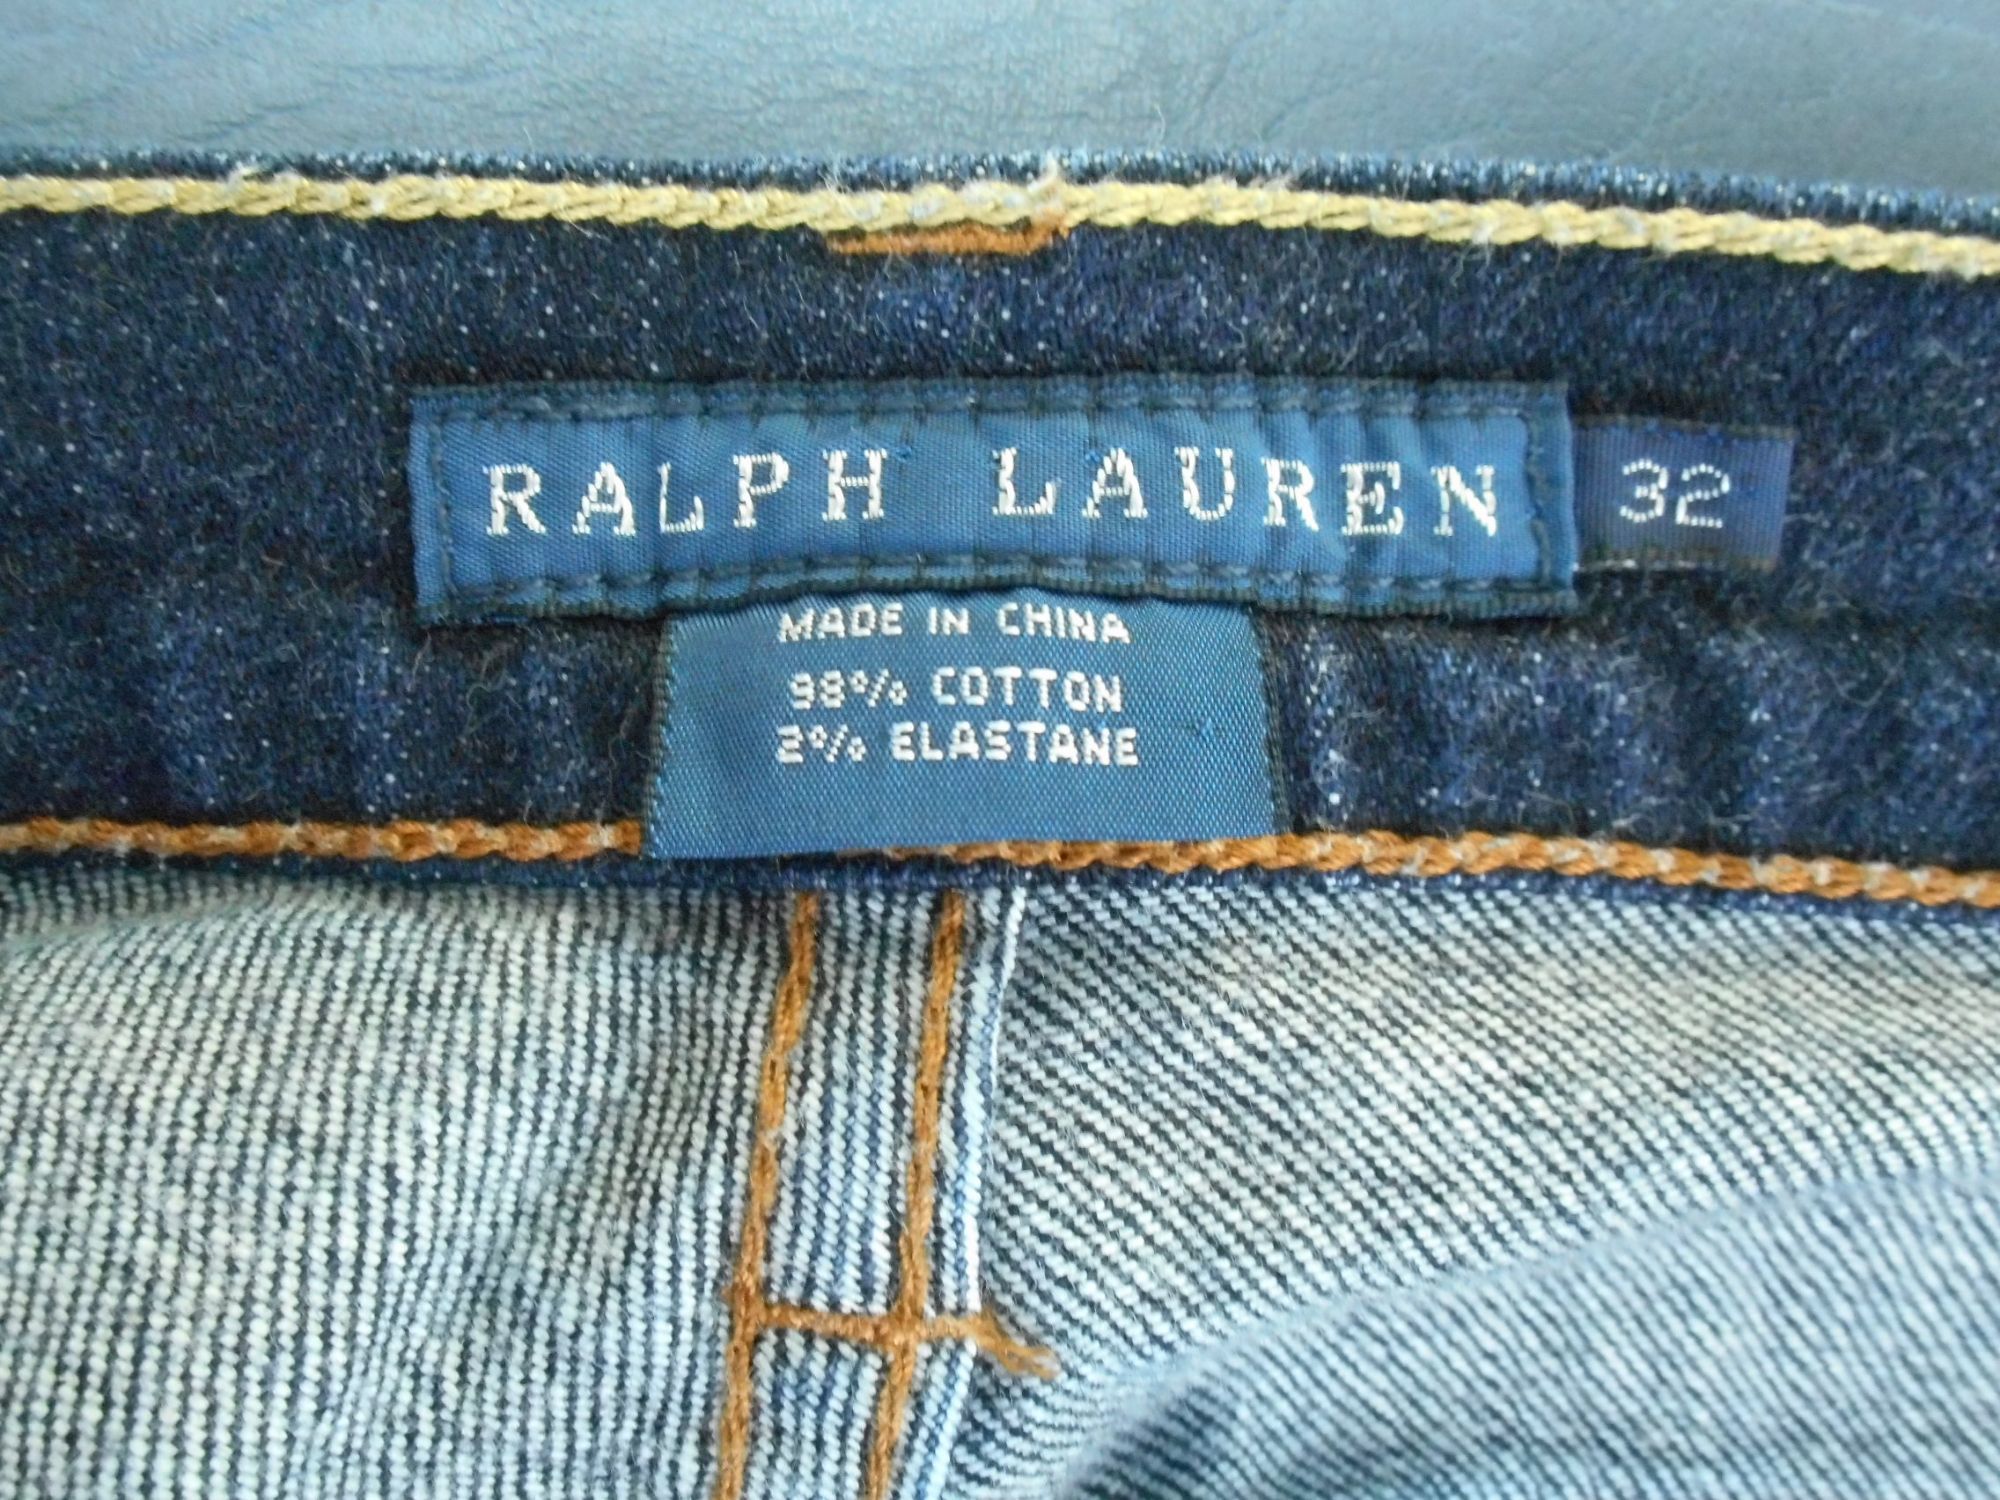 RALPH LAUREN 32
MADE IN CHINA
98% COTTON
2% ELASTANE